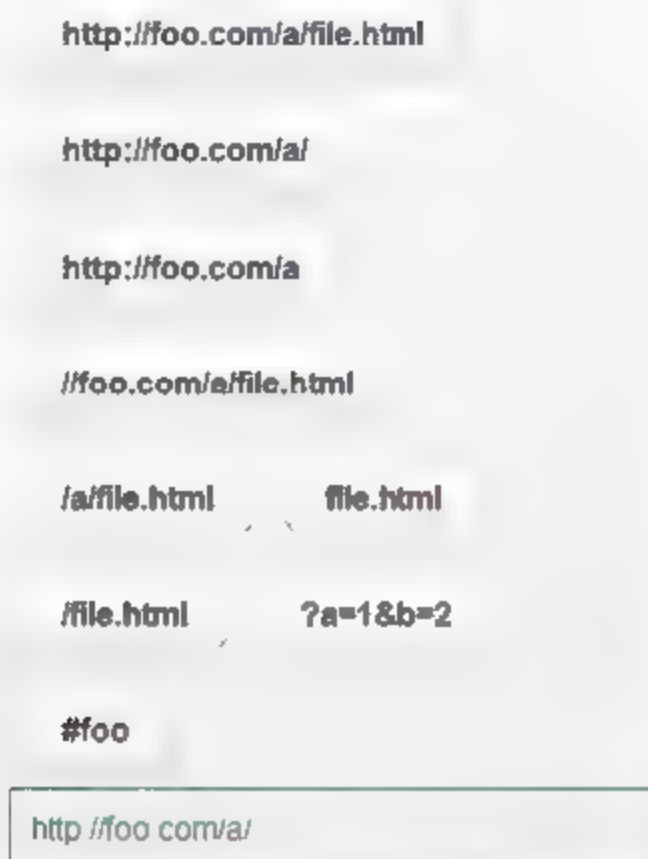 http://foo.com/a/file.html
http://foo.com/a/
http://foo.com/a
//foo.com/a/file.html
/a/file.html file.html
/file.html ?a=1&b=2
#foo
http //foo com/a/